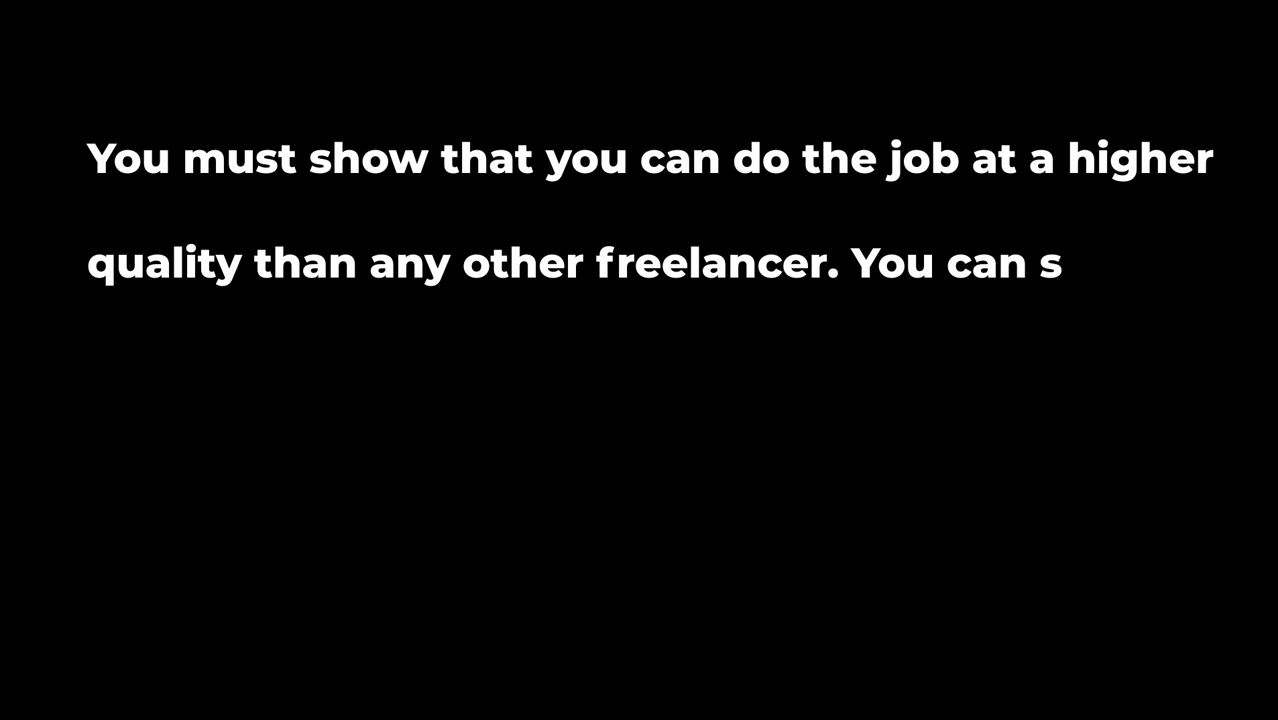 You must show that you can do the job at a higher
quality than any other freelancer. You can s